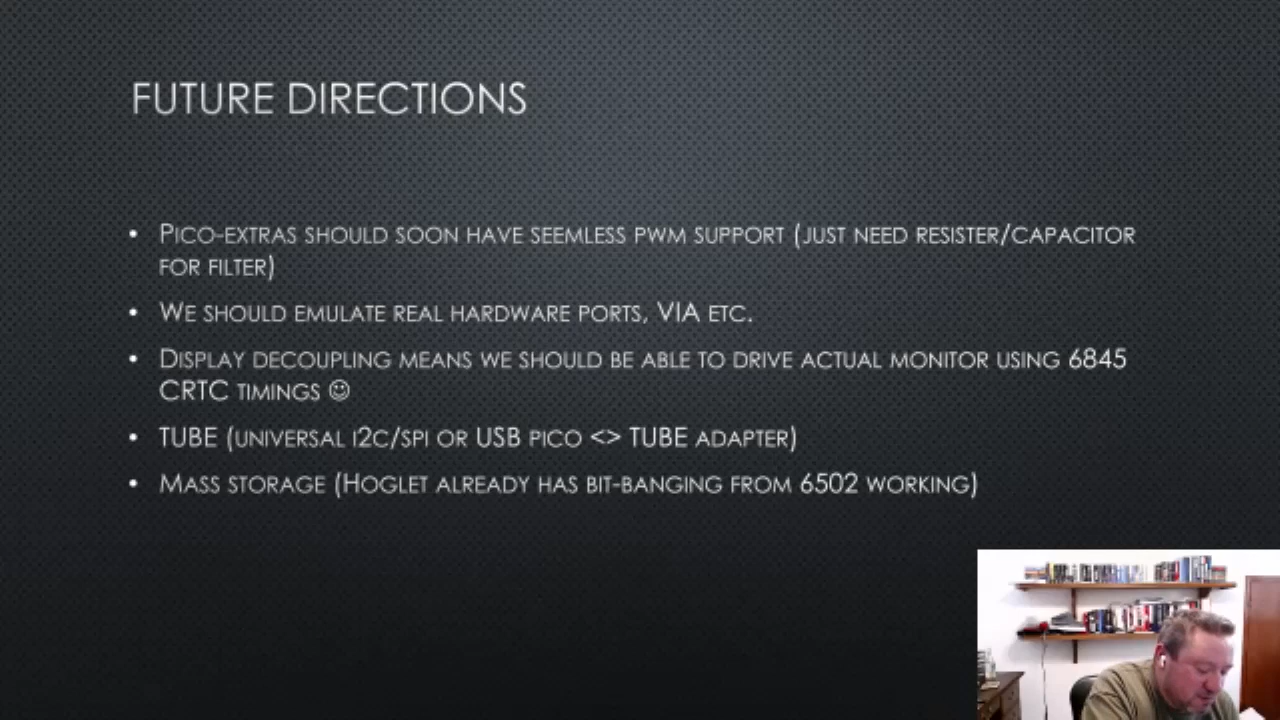 FUTURE DIRECTIONS
• PICO-EXTRAS SHOULD SOON HAVE SEEMLESS PWM SUPPORT (JUST NEED RESISTER/CAPACITOR
FOR FILTER)
• WE SHOULD EMULATE REAL HARDWARE PORTS, VIA ETC.
• DISPLAY DECOUPLING MEANS WE SHOULD BE ABLE TO DRIVE ACTUAL MONITOR USING 6845
CRTC TIMINGS ☺
• TUBE (UNIVERSAL I2C/SPI OR USB PICO <> TUBE ADAPTER)
• MASS STORAGE (HOGLET ALREADY HAS BIT-BANGING FROM 6502 WORKING)